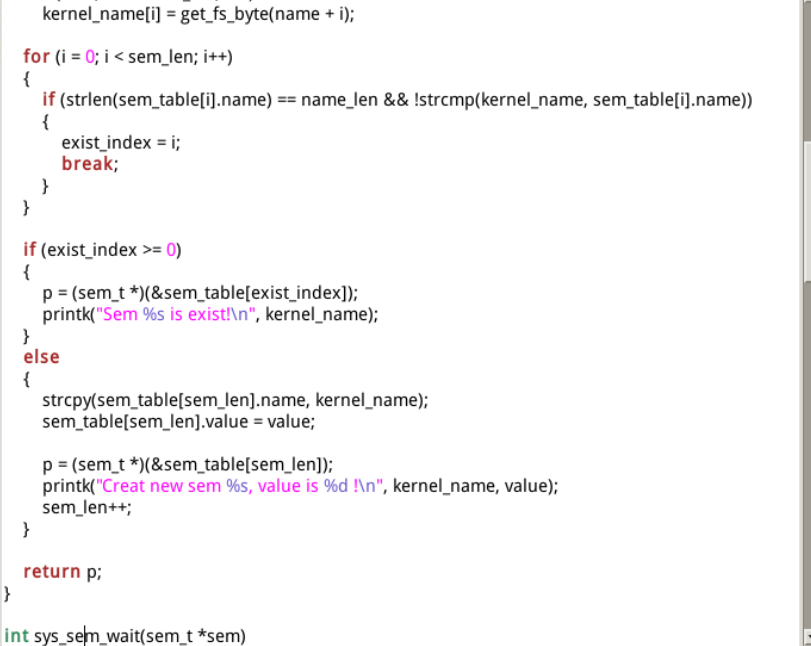 kernel_name[i] = get_fs_byte(name + i);
for (i = 0; i < sem_len; i++)
{
if (strlen(sem_table[i].name) == name_len && !strcmp(kernel_name, sem_table[i].name))
{
exist_index = i;
break;
}
}
if (exist_index >= 0)
{
p = (sem_t *)(&sem_table[exist_index]);
printk("Sem %s is exist!\n", kernel_name);
}
else
{
strcpy(sem_table[sem_len].name, kernel_name);
sem_table[sem_len].value = value;
p = (sem_t *)(&sem_table[sem_len]);
printk("Creat new sem %s, value is %d !\n", kernel_name, value);
sem_len++;
}
return p;
}
int sys_sem_wait(sem_t *sem)